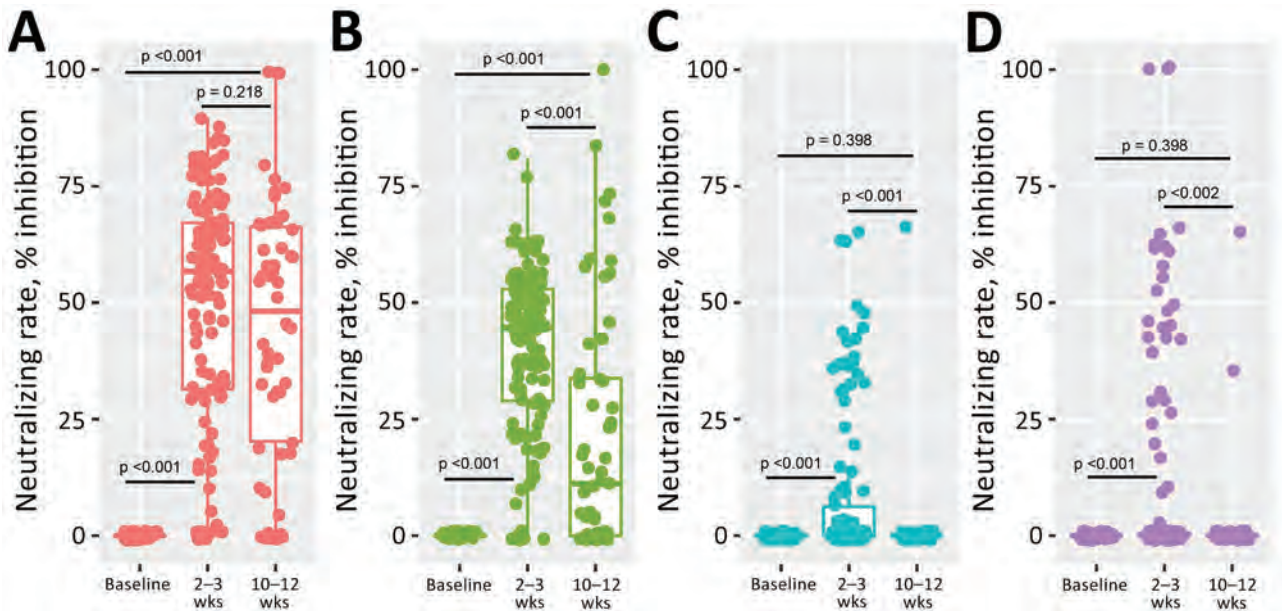 A
Neutralizing rate, % inhibition
100
75
50
25
0
p <0.001
p = 0.218
p <0.001
Baseline
2–3
wks
10–12
wks
B
Neutralizing rate, % inhibition
100
75
50
25
0
p <0.001
p <0.001
p <0.001
Baseline
2–3
wks
10–12
wks
C
Neutralizing rate, % inhibition
100
75
50
25
0
p = 0.398
p <0.001
p <0.001
Baseline
2–3
wks
10–12
wks
D
Neutralizing rate, % inhibition
100
75
50
25
0
p = 0.398
p <0.002
p <0.001
Baseline
2–3
wks
10–12
wks